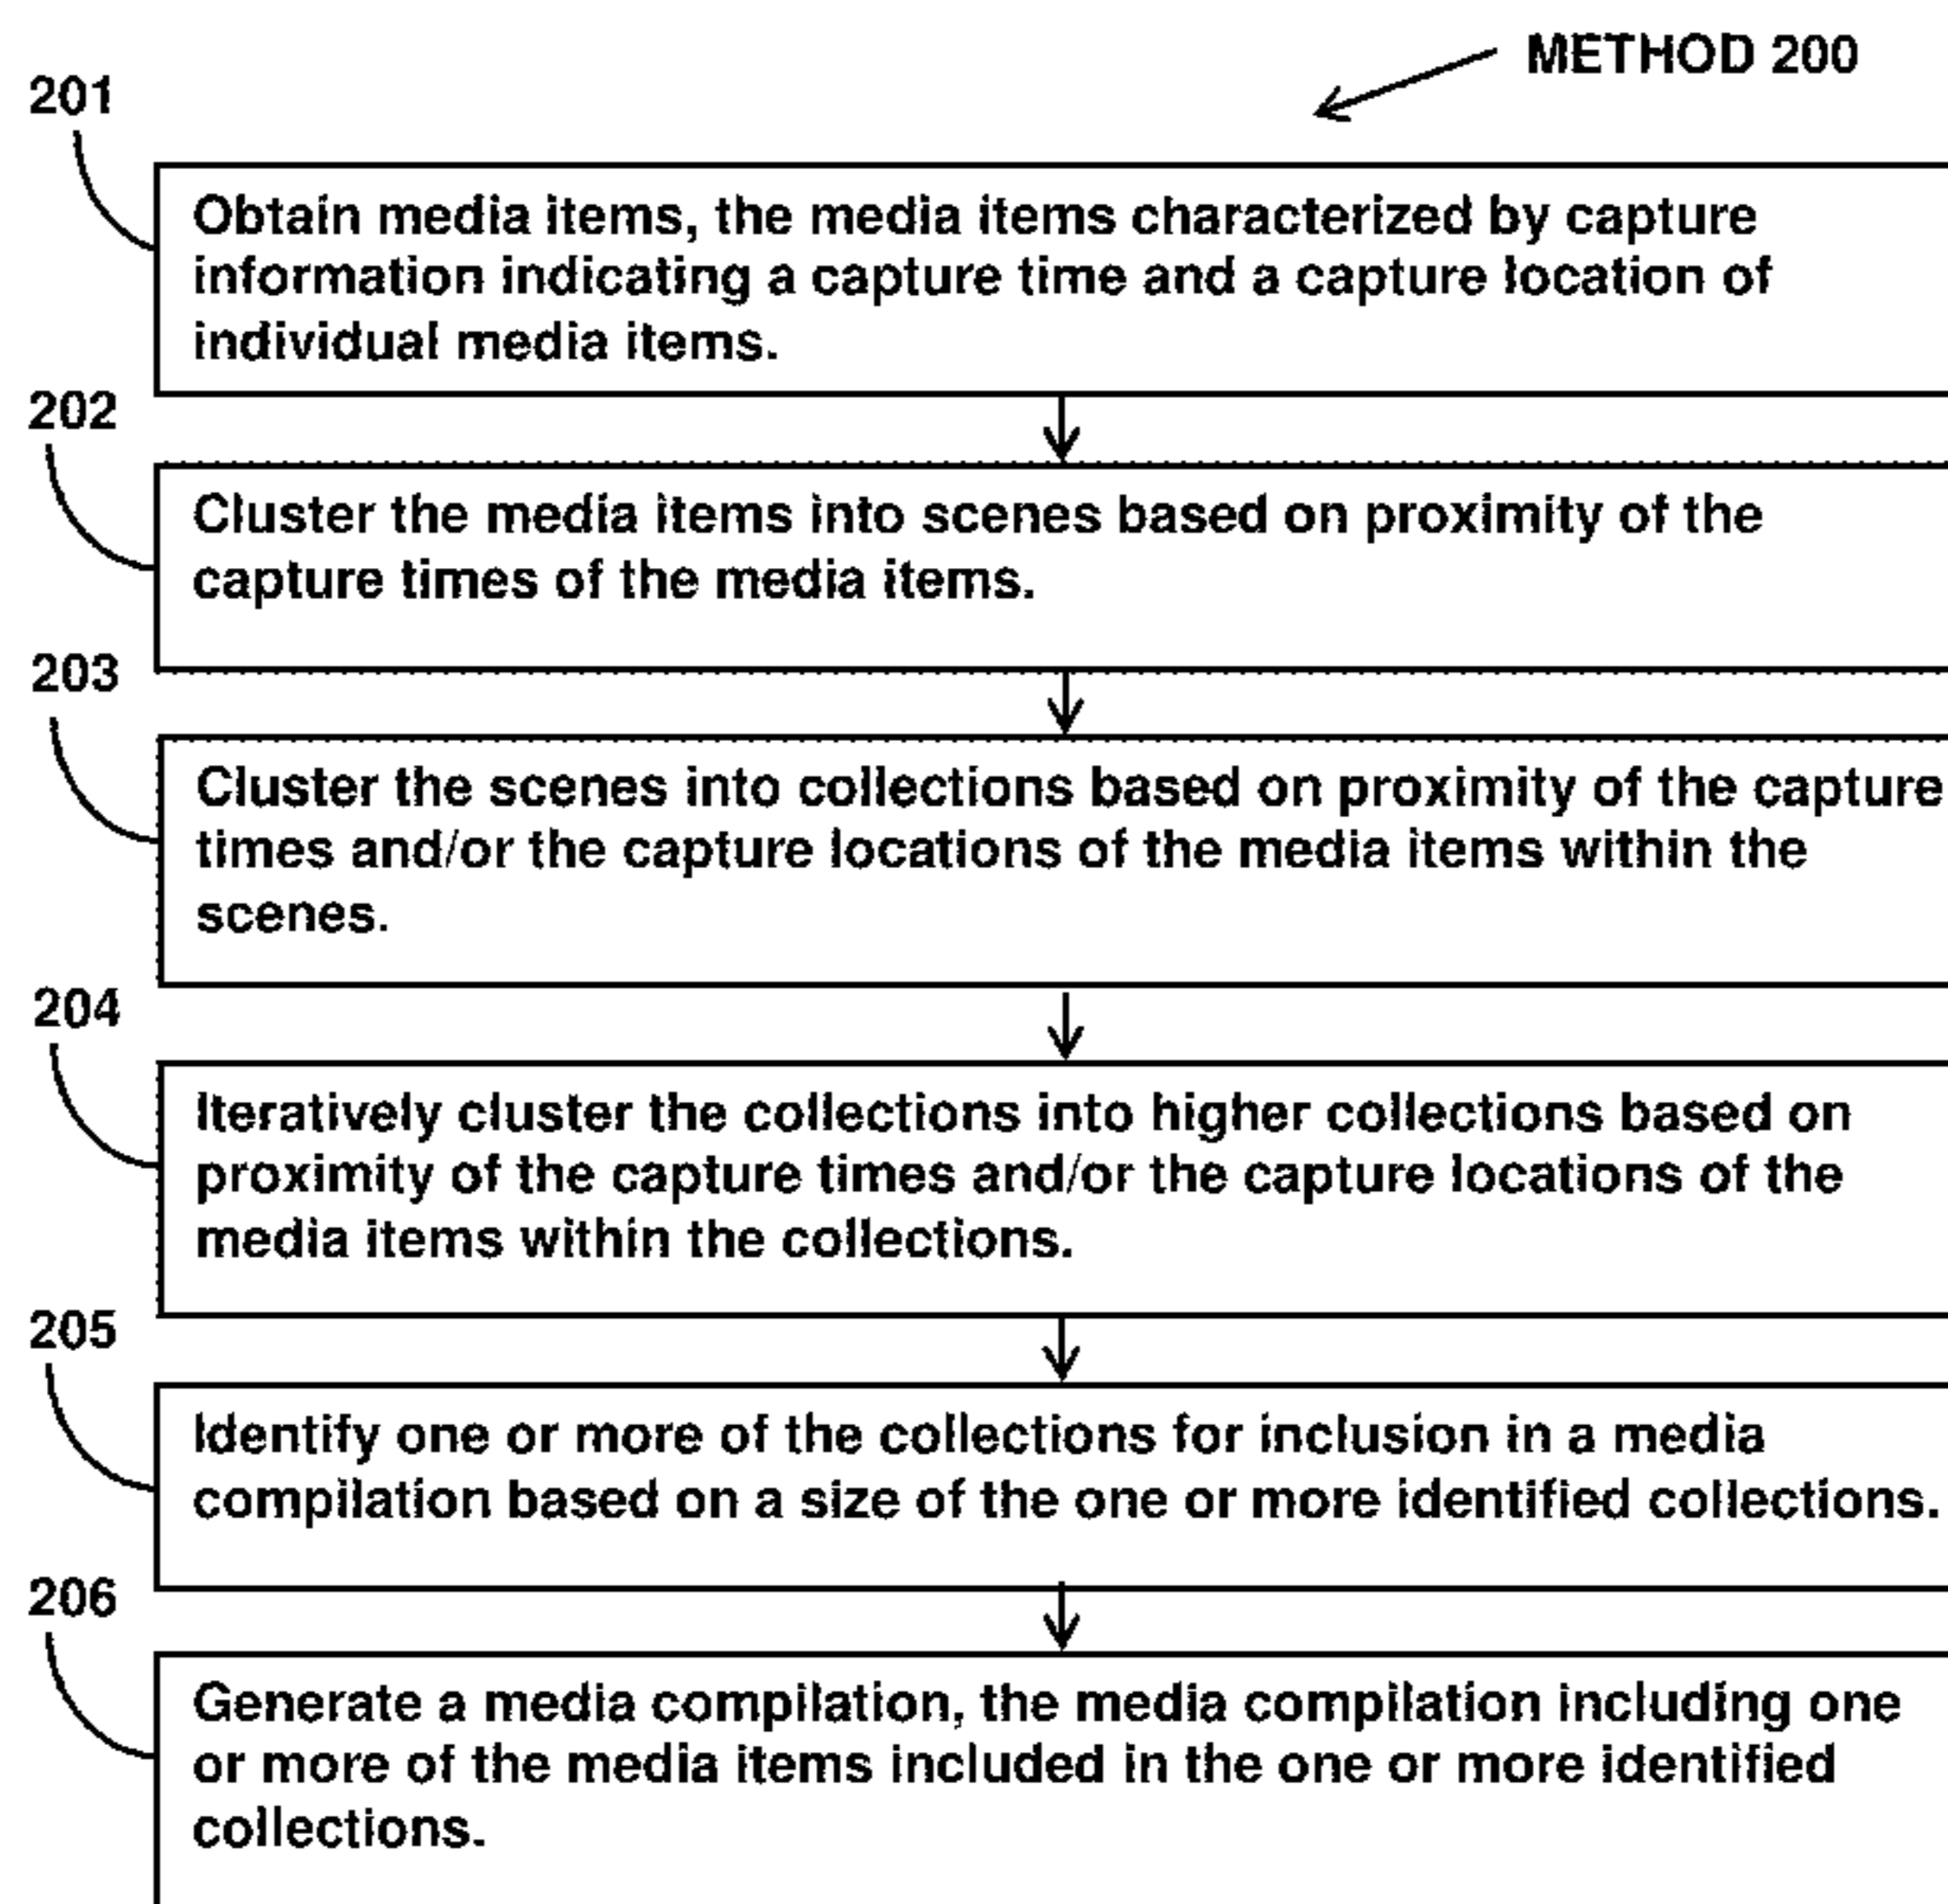 METHOD 200
201
Obtain media items, the media items characterized by capture
information indicating a capture time and a capture location of
individual media items.
202
Cluster the media items into scenes based on proximity of the
capture times of the media items.
203
Cluster the scenes into collections based on proximity of the capture
times and/or the capture locations of the media items within the
scenes.
204
Iteratively cluster the collections into higher collections based on
proximity of the capture times and/or the capture locations of the
media items within the collections.
205
Identify one or more of the collections for inclusion in a media
compilation based on a size of the one or more identified collections.
206
Generate a media compilation, the media compilation including one
or more of the media items included in the one or more identified
collections.